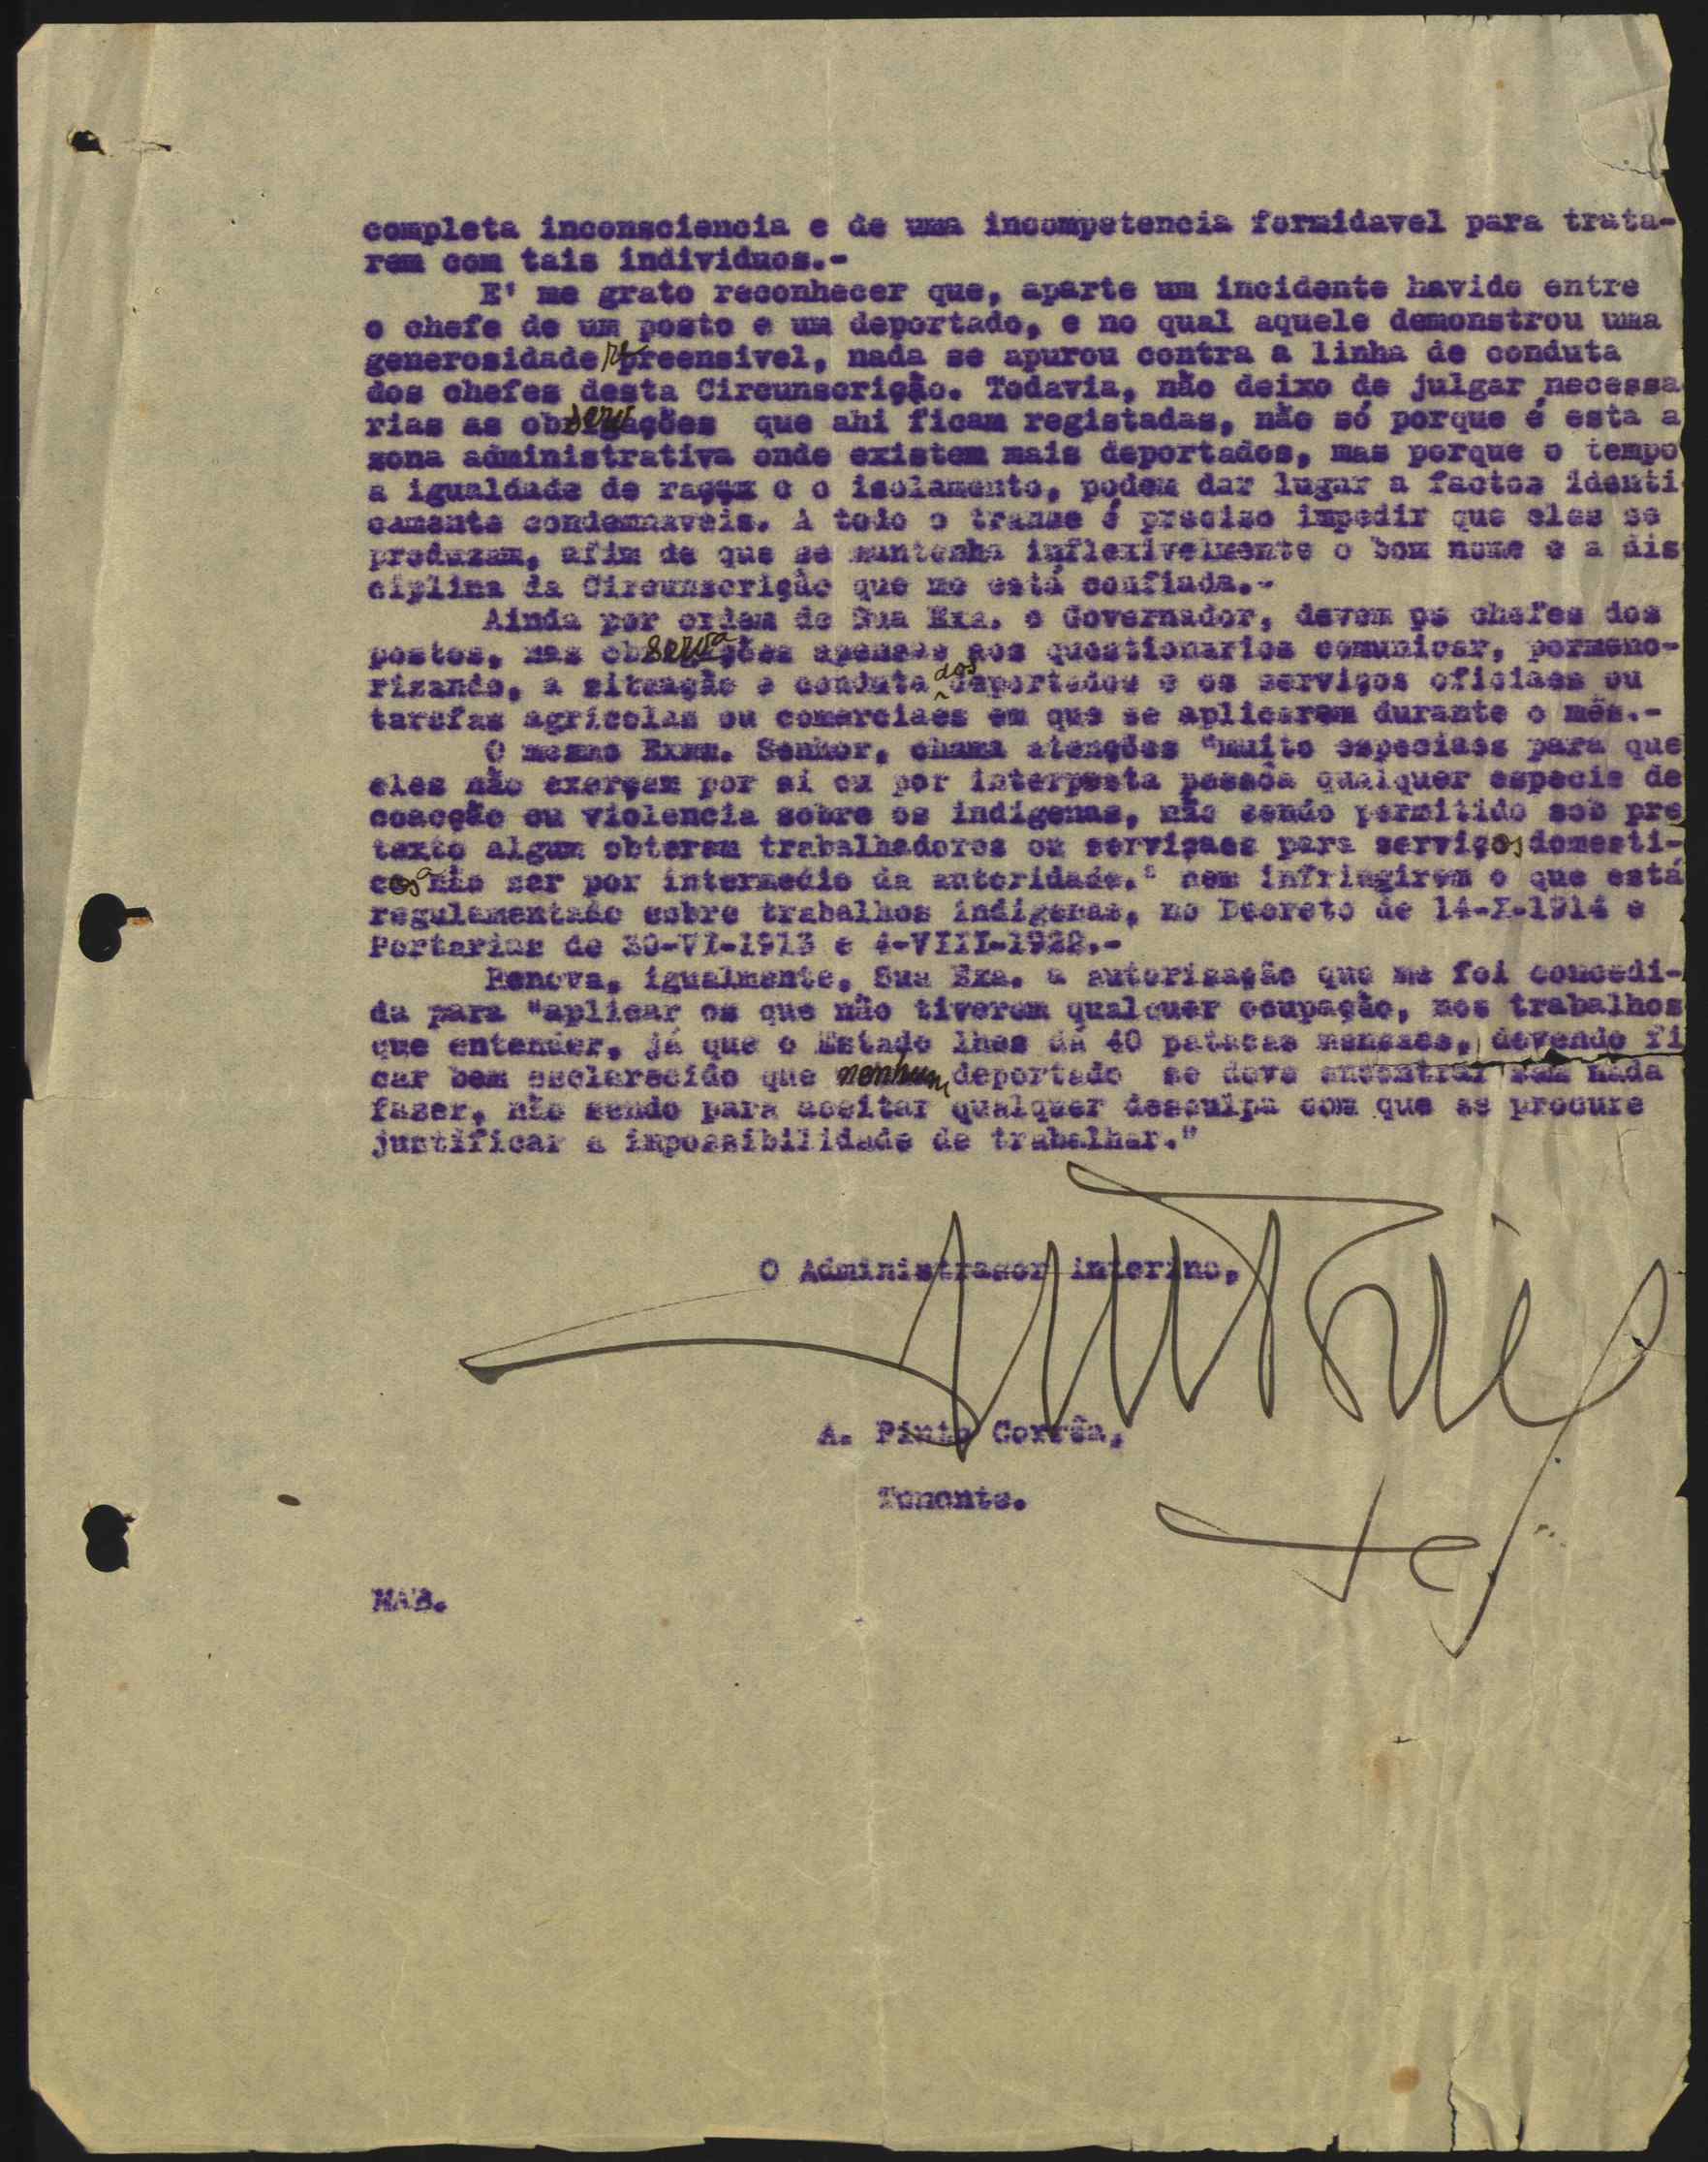 completa inconsciencia e de uma incompetencia formidavel para trata-
rem com tais individuos.-
E' me grato reconhecer que, aparte um incidente havido entre
o chefe de um posto e um deportado, e no qual aquele demonstrou uma
generosidade repreensivel, nada se apurou contra a linha de conduta
dos chefes desta Circunscrição. Todavia, não deixo de julgar necessa
rias as observações que ahi ficam registadas, não só porque é esta a
zona administrativa onde existem mais deportados, mas porque o tempo
a igualdade de raças e o isolamento, podem dar lugar a factos identi
camente condemnaveis. A todo o transe é preciso impedir que eles se
produzam, afim de que se mantenha inflexivelmente o bom nome e a dis
ciplina da Circunscrição que me está confiada.-
Ainda por ordem de Sua Exa. o Governador, devem os chefes dos
postos, nas observações apensas aos questionarios comunicar, pormeno-
rizando, a situação e conduta dos deportados e os serviços oficiaes ou
tarefas agrícolas ou comerciaes em que se aplicarem durante o mês.-
O mesmo Exmo. Senhor, chama atenções "muito especiaes para que
eles não exerçam por si ou por interposta pessôa qualquer especie de
coacção ou violencia sobre os indigenas, não sendo permitido sob pre
texto algum obterem trabalhadores ou serviçaes para serviços domesti-
cos a não ser por intermedio da autoridade." nem infringirem o que está
regulamentado sobre trabalhos indigenas, no Decreto de 14-X-1914 e
Portarias de 30-VI-1913 e 4-VIII-1922.-
Renova, igualmente, Sua Exa. a autorisação que me foi concedi-
da para "aplicar os que não tiverem qualquer ocupação, nos trabalhos
que entender, já que o Estado lhes dá 40 patacas mensaes, devendo fi
car bem esclarecido que nenhum deportado se deve encontrar sem nada
fazer, não sendo para aceitar qualquer desculpa com que se procure
justificar a impossibilidade de trabalhar."
O Administrador interino,
A. Pinto Corrêa,
Tenente.
MAB.